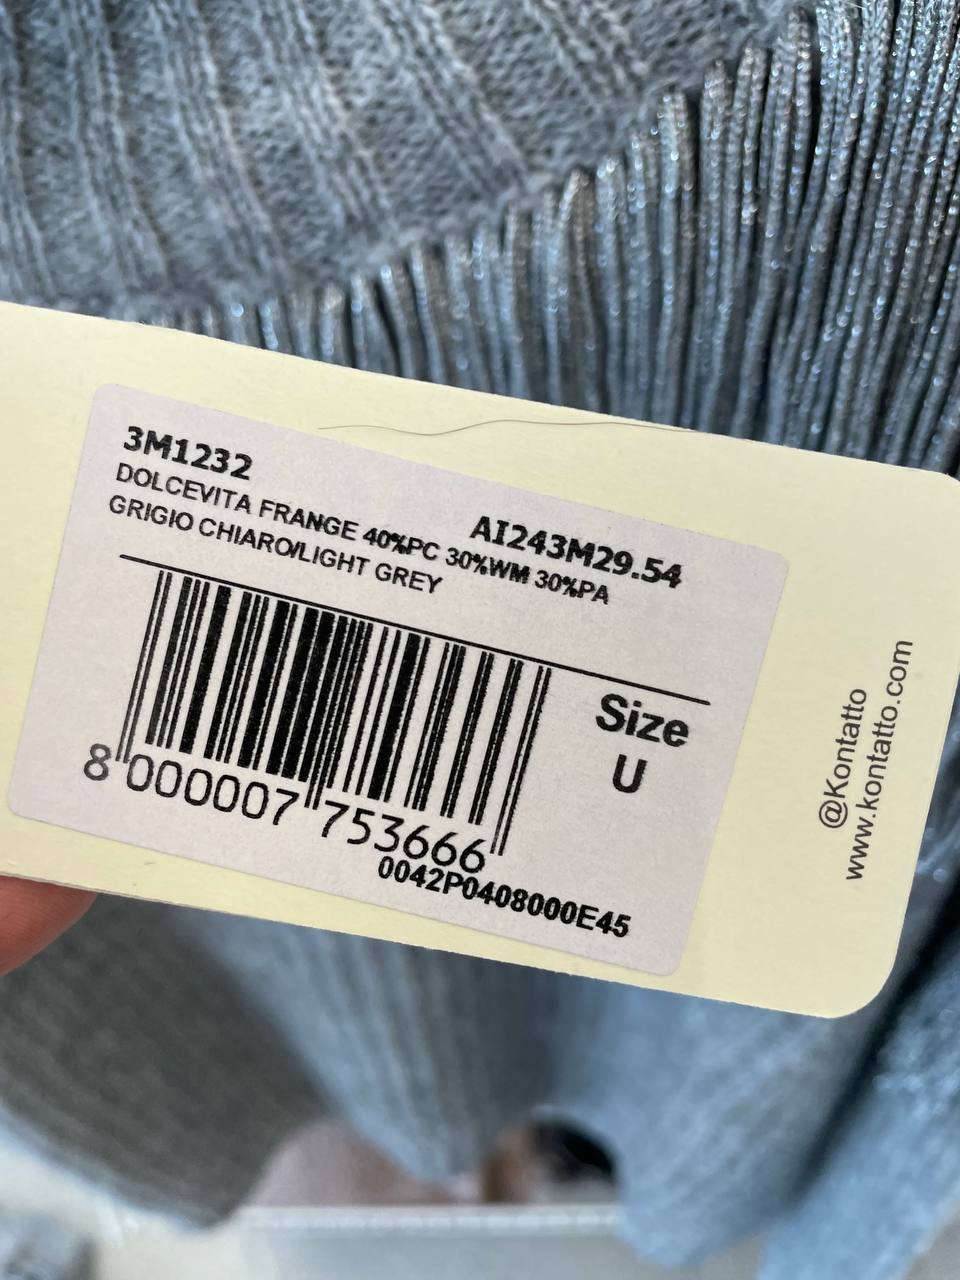 3M1232
AI243M29.54
DOLCEVITA FRANGE 40%PC 30%WM 30%PA
GRIGIO CHIARO/LIGHT GREY
Size
U
8 000007 753666
0042P0408000E45
@Kontatto
www.kontatto.com